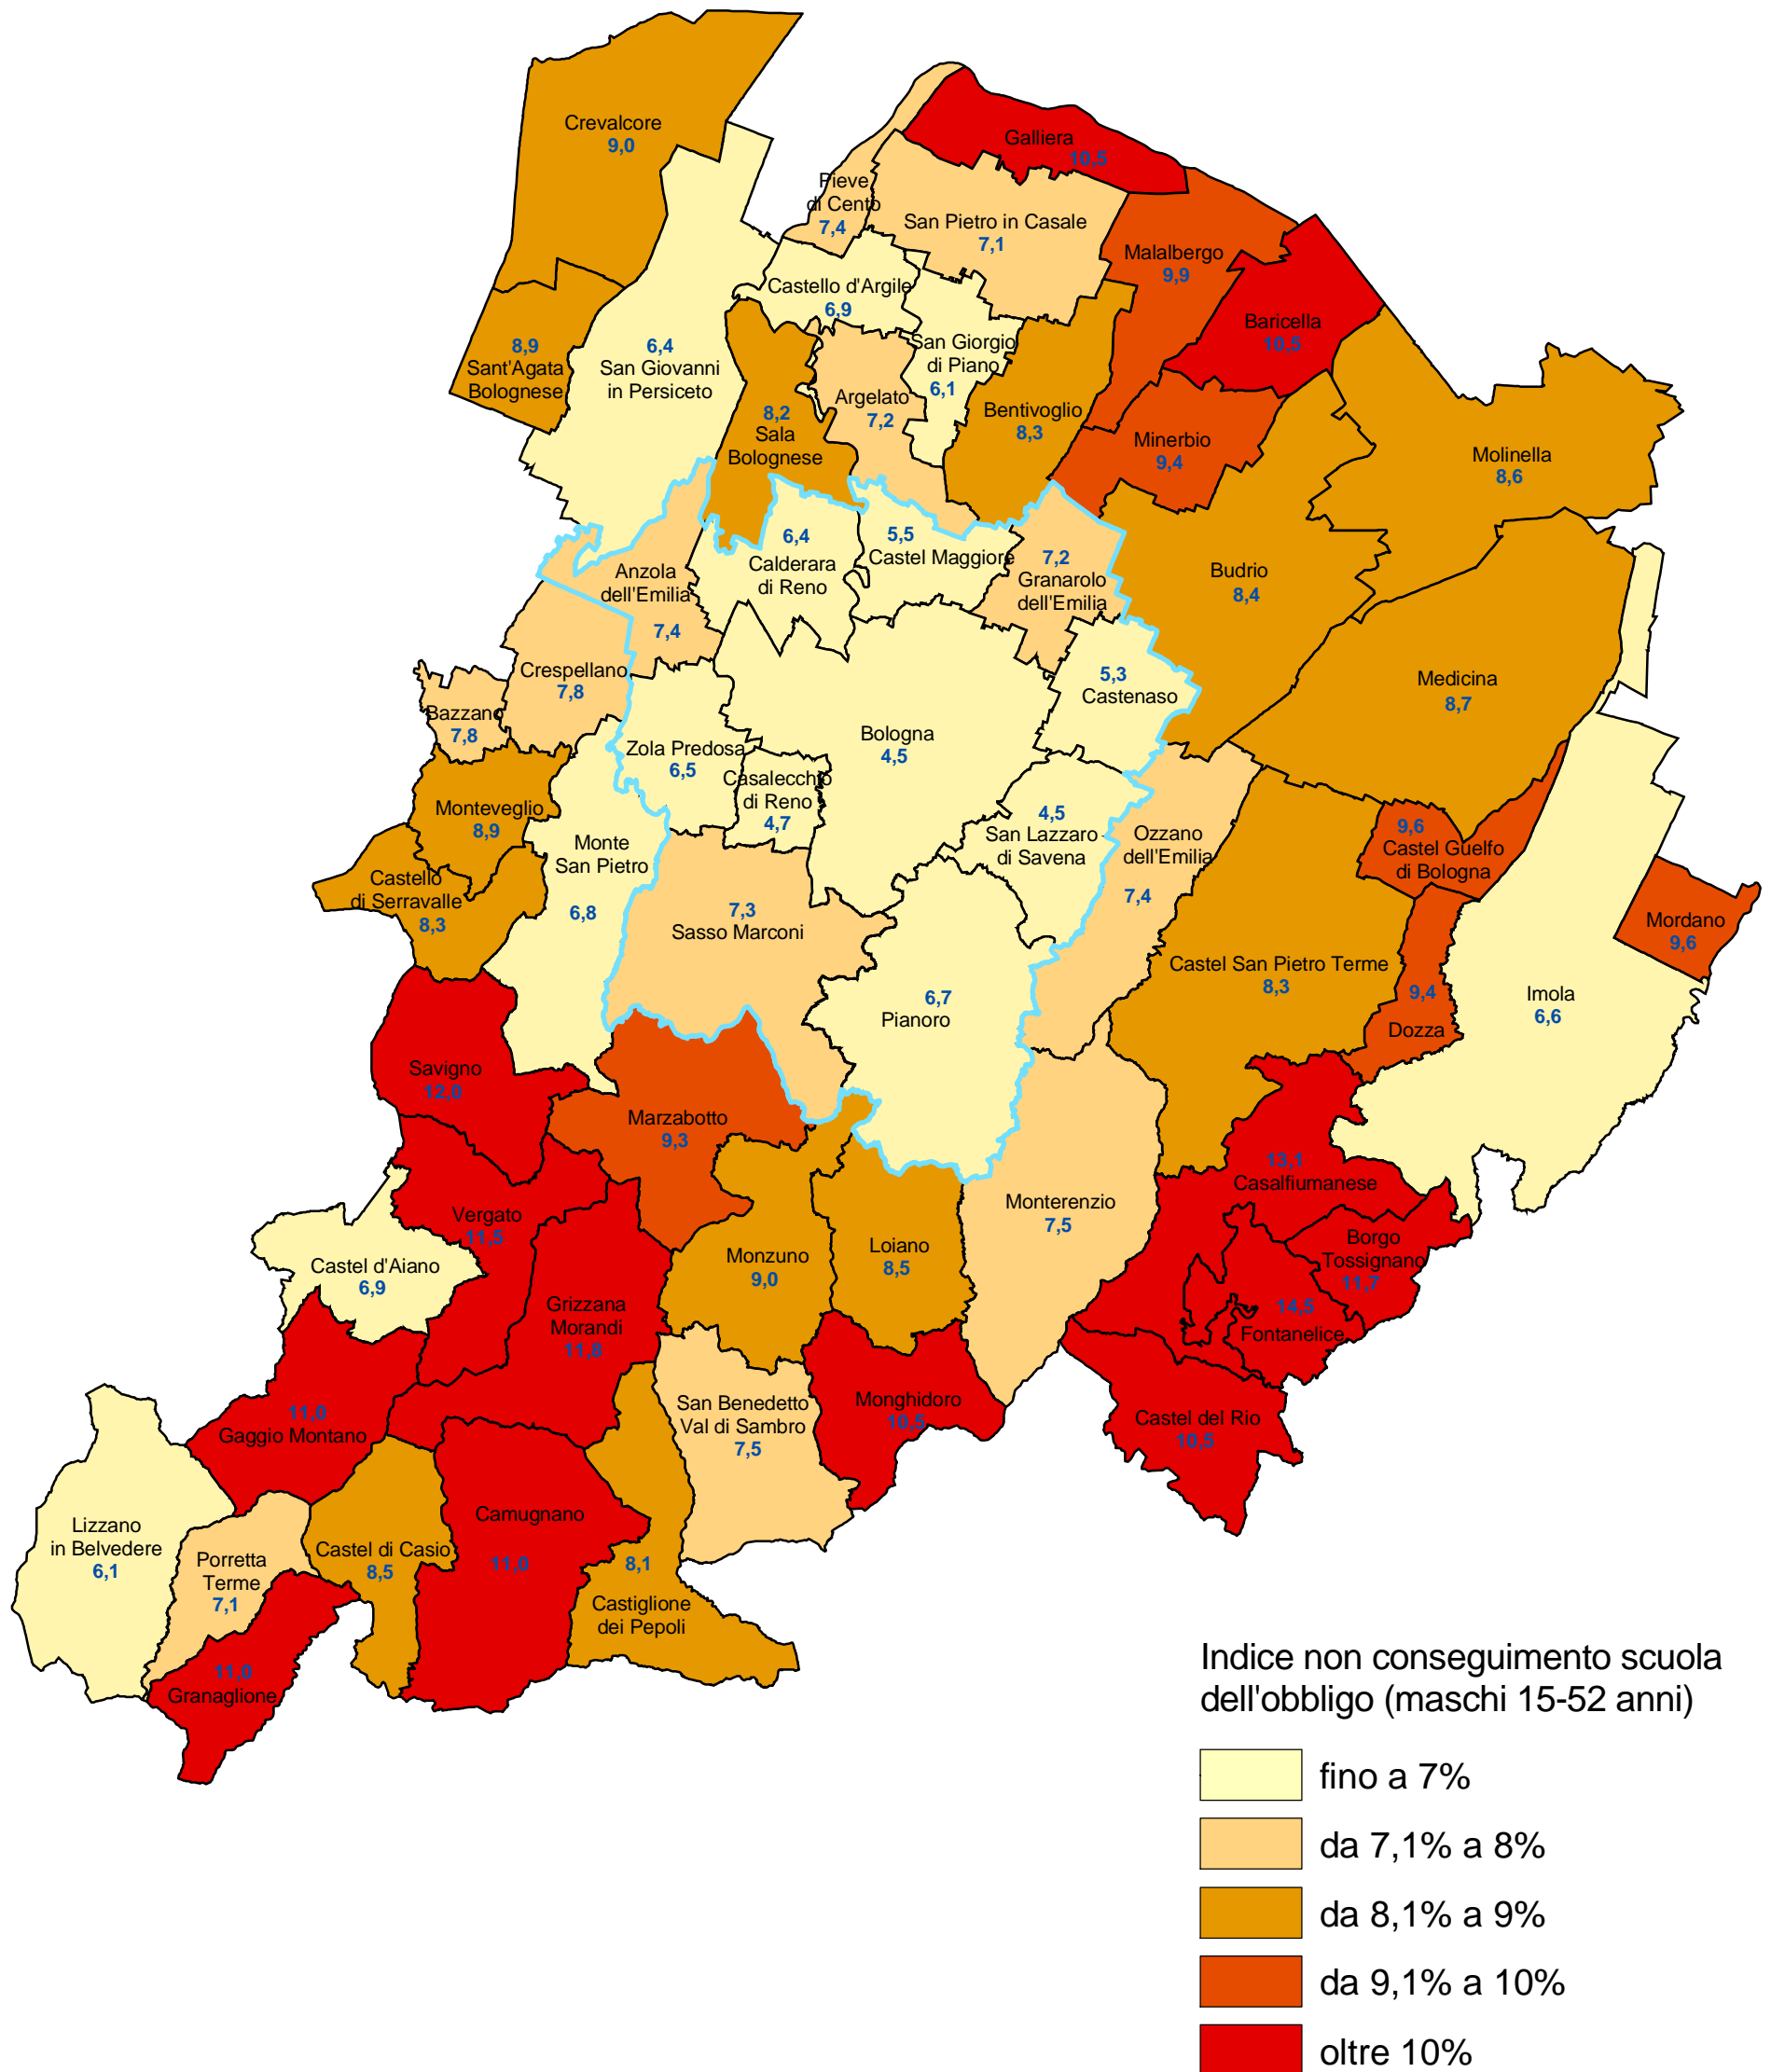 Crevalcore
9,0
Galliera
10,5
Pieve
di Cento
7,4
San Pietro in Casale
7,1
Malalbergo
9,9
Castello d'Argile
6,9
Baricella
10,5
8,9
Sant'Agata
Bolognese
6,4
San Giovanni
in Persiceto
San Giorgio
di Piano
6,1
Argelato
7,2
8,2
Sala
Bolognese
Bentivoglio
8,3
Minerbio
9,4
Molinella
8,6
6,4
Calderara
di Reno
5,5
Castel Maggiore
7,2
Granarolo
dell'Emilia
Budrio
8,4
Anzola
dell'Emilia
7,4
Crespellano
7,8
5,3
Castenaso
Medicina
8,7
Bazzano
7,8
Zola Predosa
6,5
Bologna
4,5
Casalecchio
di Reno
4,7
Monteveglio
8,9
4,5
San Lazzaro
di Savena
Ozzano
dell'Emilia
7,4
9,6
Castel Guelfo
di Bologna
Monte
San Pietro
6,8
Castello
di Serravalle
8,3
7,3
Sasso Marconi
Mordano
9,6
Castel San Pietro Terme
8,3
9,4
Dozza
Imola
6,6
6,7
Pianoro
Savigno
12,0
Marzabotto
9,3
13,1
Casalfiumanese
Vergato
11,5
Monterenzio
7,5
Castel d'Aiano
6,9
Monzuno
9,0
Loiano
8,5
Borgo
Tossignano
11,7
Grizzana
Morandi
11,8
14,5
Fontanelice
11,0
Gaggio Montano
San Benedetto
Val di Sambro
7,5
Monghidoro
10,5
Castel del Rio
10,5
Lizzano
in Belvedere
6,1
Porretta
Terme
7,1
Castel di Casio
8,5
Camugnano
11,0
8,1
Castiglione
dei Pepoli
11,0
Granaglione
Indice non conseguimento scuola
dell'obbligo (maschi 15-52 anni)
fino a 7%
da 7,1% a 8%
da 8,1% a 9%
da 9,1% a 10%
oltre 10%